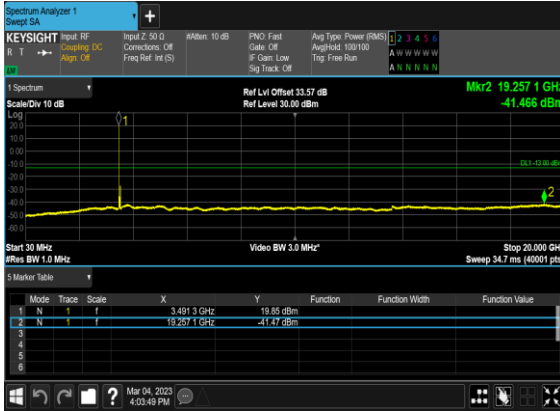 Spectrum Analyzer 1
Swept SA
+
KEYSIGHT Input: RF Input Z: 50 Ω #Atten: 10 dB PNO: Fast Avg Type: Power (RMS) 1 2 3 4 5 6
R T Coupling: DC Corrections: Off Gate: Off Avg|Hold: 100/100 A W W W W W
Align: Off Freq Ref: Int (S) IF Gain: Low Trig: Free Run
Sig Track: Off A N N N N N
1 Spectrum Ref Lvl Offset 33.57 dB Mkr2 19.257 1 GHz
Scale/Div 10 dB Ref Level 30.00 dBm -41.466 dBm
Log
20.0
10.0
0.00
-10.0
-20.0
-30.0
-40.0
-50.0
-60.0
1
DL1 -13.00 dBm
2
Start 30 MHz Video BW 3.0 MHz* Stop 20.000 GHz
#Res BW 1.0 MHz Sweep 34.7 ms (40001 pts)
5 Marker Table
Mode Trace Scale X Y Function Function Width Function Value
1 N 1 f 3.491 3 GHz 19.85 dBm
2 N 1 f 19.257 1 GHz -41.47 dBm
3
4
5
6
? Mar 04, 2023
4:03:49 PM